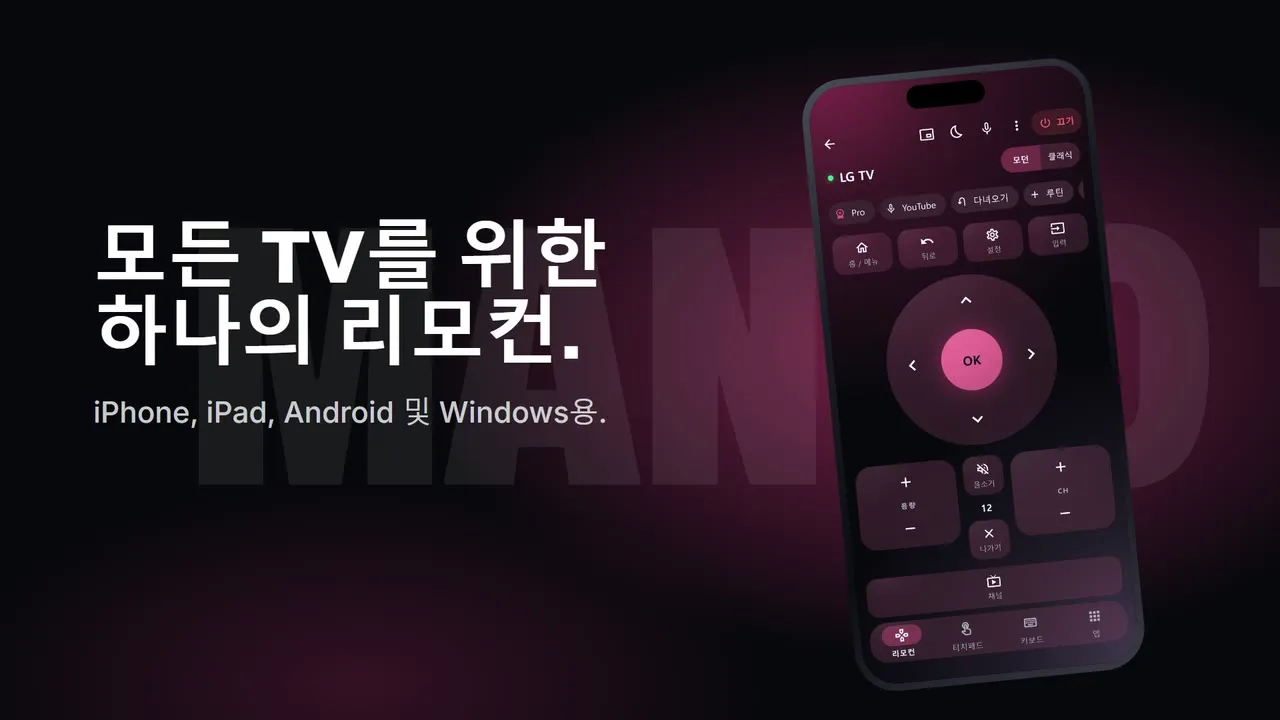 모든 TV를 위한
하나의 리모컨.
iPhone, iPad, Android 및 Windows용.
끄기
LG TV
모던 클래식
Pro YouTube 다녀오기 + 루틴
홈 / 메뉴 뒤로 설정 입력
OK
+ 음소거 +
음량 12 CH
− 나가기 −
채널
리모컨 터치패드 키보드 앱